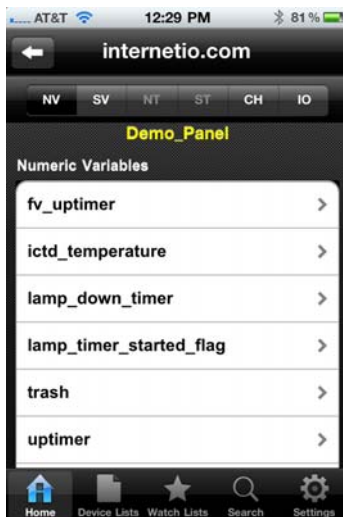 AT&T 12:29 PM 81%
internetio.com
NV SV NT ST CH IO
Demo_Panel
Numeric Variables
fv_uptimer
ictd_temperature
lamp_down_timer
lamp_timer_started_flag
trash
uptimer
Home Device Lists Watch Lists Search Settings